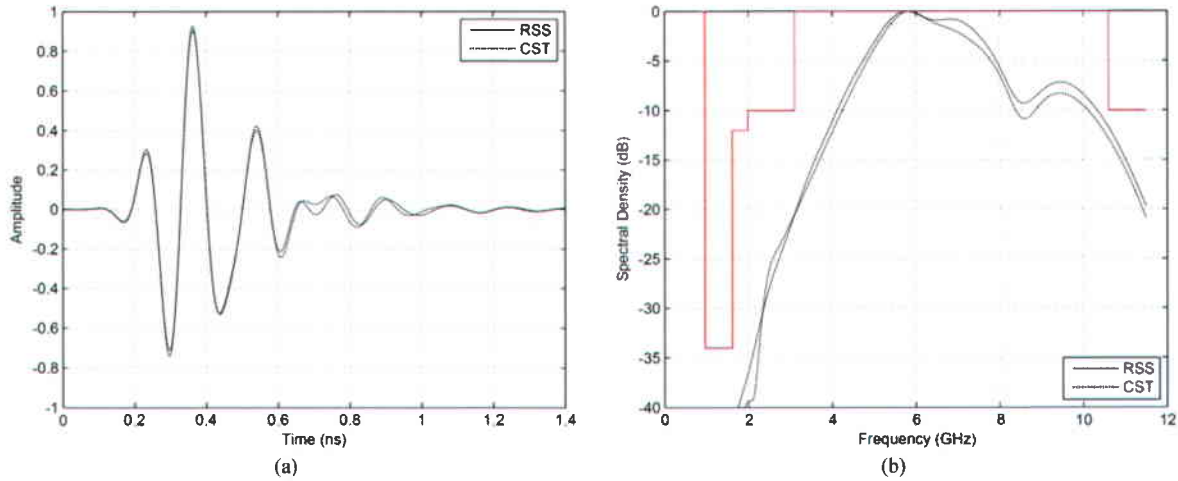 1
0.8
0.6
0.4
0.2
0
-0.2
-0.4
-0.6
-0.8
-1
Amplitude
0 0.2 0.4 0.6 0.8 1 1.2 1.4
Time (ns)
RSS
CST
(a)
0
-5
-10
-15
-20
-25
-30
-35
-40
Spectral Density (dB)
0 2 4 6 8 10 12
Frequency (GHz)
RSS
CST
(b)